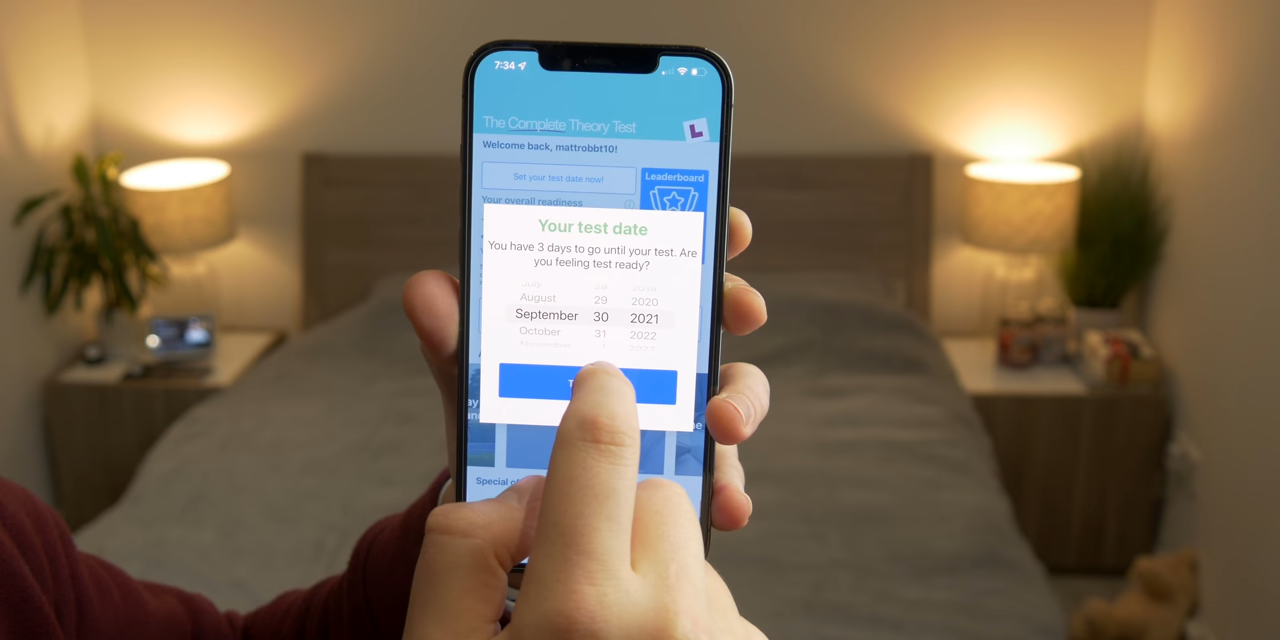 7:34
The Complete Theory Test
L
Welcome back, mattrobbt10!
Set your test date now!
Leaderboard
Your overall readiness
Your test date
You have 3 days to go until your test. Are
you feeling test ready?
July 28 2019
August 29 2020
September 30 2021
October 31 2022
November 1 2023
Special